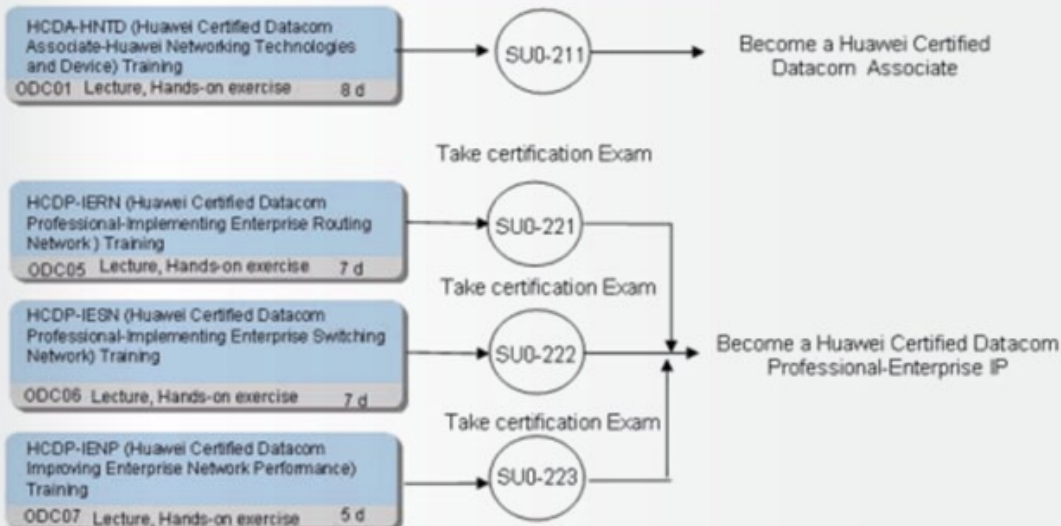 HCDA-HNTD (Huawei Certified Datacom
Associate-Huawei Networking Technologies
and Device) Training
ODC01 Lecture, Hands-on exercise 8 d
SU0-211
Become a Huawei Certified
Datacom Associate
Take certification Exam
HCDP-IERN (Huawei Certified Datacom
Professional-Implementing Enterprise Routing
Network) Training
ODC05 Lecture, Hands-on exercise 7 d
SU0-221
Take certification Exam
HCDP-IESN (Huawei Certified Datacom
Professional-Implementing Enterprise Switching
Network) Training
ODC06 Lecture, Hands-on exercise 7 d
SU0-222
Become a Huawei Certified Datacom
Professional-Enterprise IP
Take certification Exam
HCDP-IENP (Huawei Certified Datacom
Improving Enterprise Network Performance)
Training
ODC07 Lecture, Hands-on exercise 5 d
SU0-223